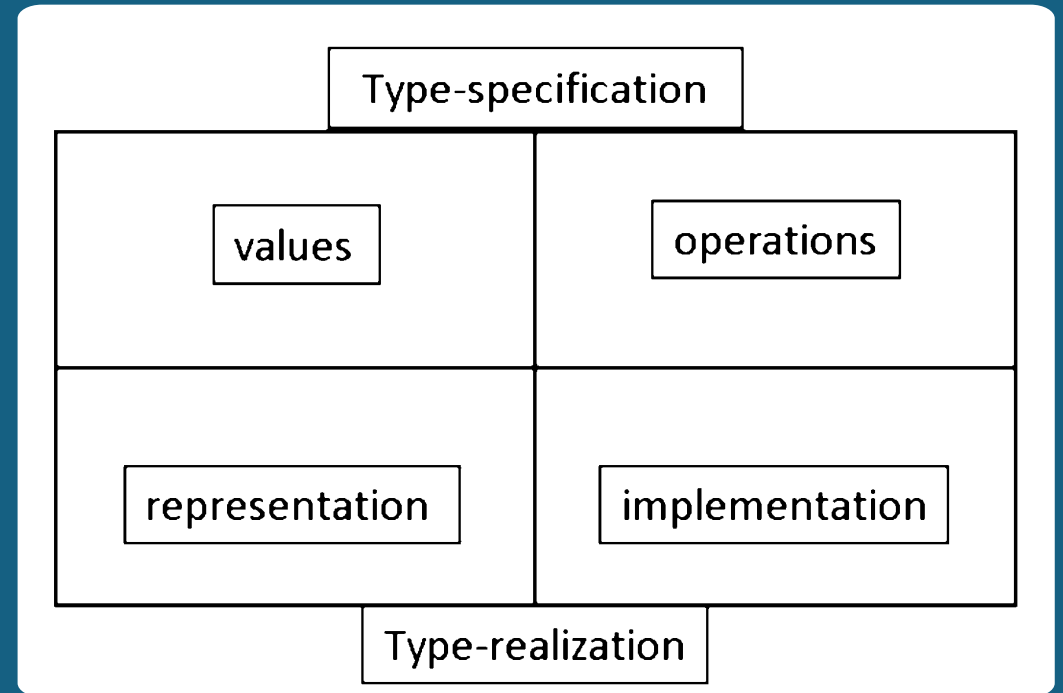 Type-specification
values
operations
representation
implementation
Type-realization